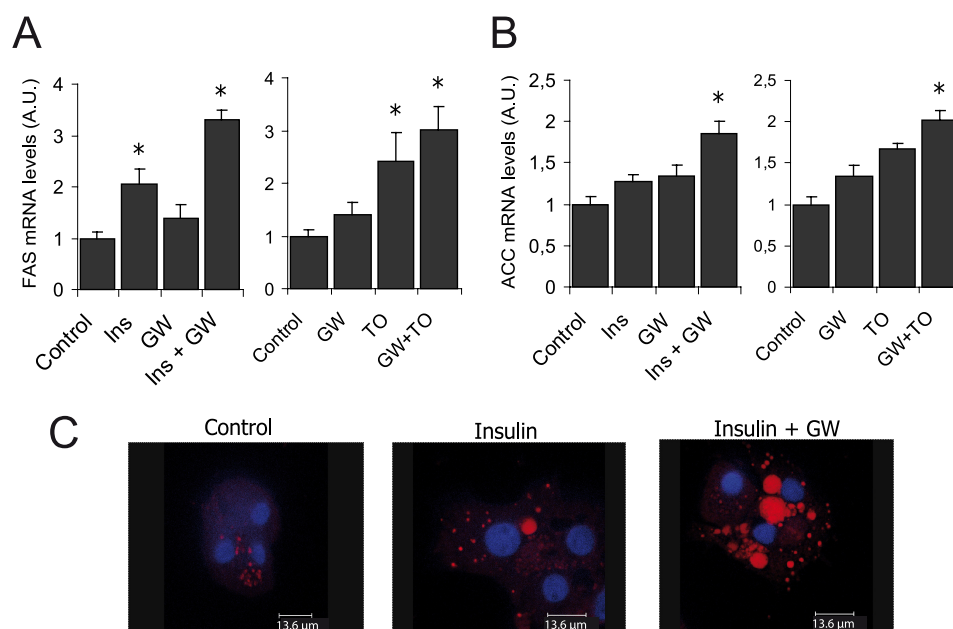 A
FAS mRNA levels (A.U.)
4
3
2
1
0
Control
Ins
GW
Ins + GW
*
*
4
3
2
1
0
Control
GW
TO
GW+TO
*
*
B
ACC mRNA levels (A.U.)
2,5
2
1,5
1
0,5
0
Control
Ins
GW
Ins + GW
*
2,5
2
1,5
1
0,5
0
Control
GW
TO
GW+TO
*
C
Control
Insulin
Insulin + GW
13.6 µm
13.6 µm
13.6 µm